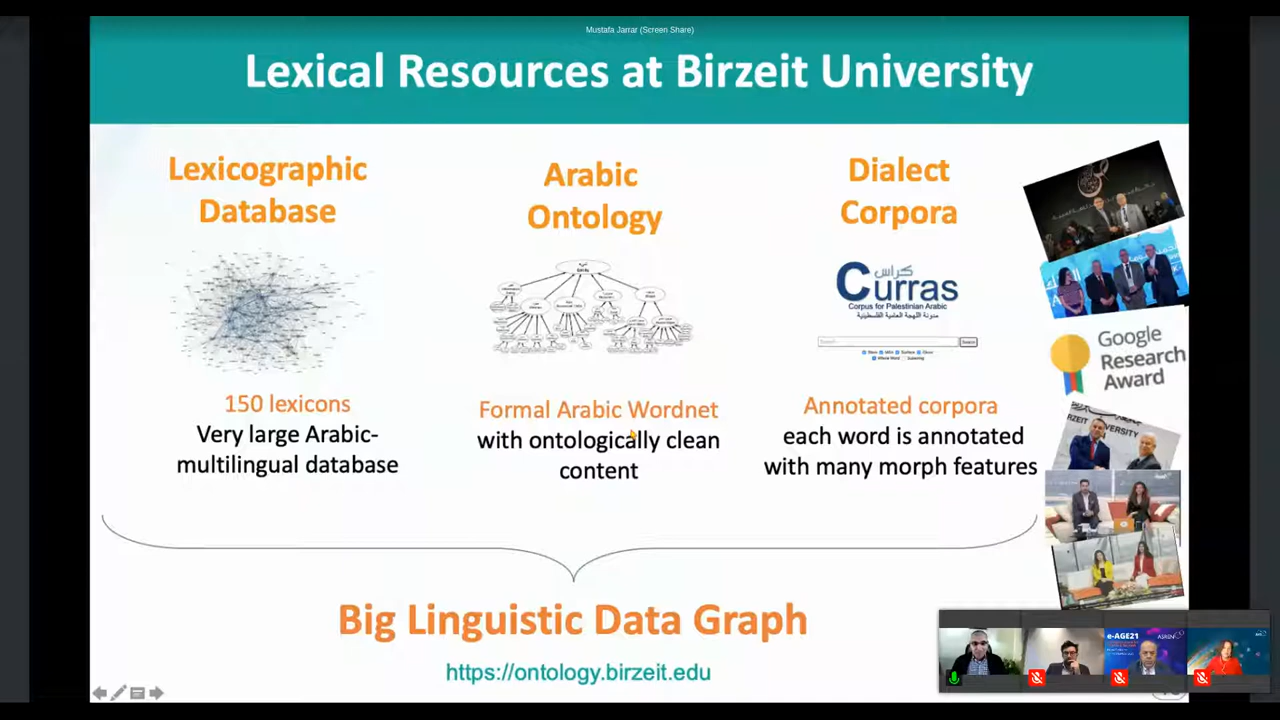 Mustafa Jarrar (Screen Share)
Lexical Resources at Birzeit University
Lexicographic
Database
150 lexicons
Very large Arabic-
multilingual database
Arabic
Ontology
Formal Arabic Wordnet
with ontologically clean
content
Dialect
Corpora
كراس
Curras
Corpus for Palestinian Arabic
مدونة اللهجة العامية الفلسطينية
Search
Annotated corpora
each word is annotated
with many morph features
Google
Research
Award
Big Linguistic Data Graph
https://ontology.birzeit.edu
e-AGE21